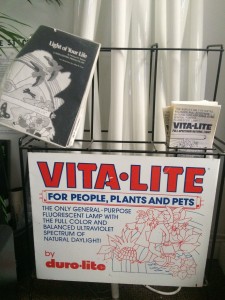 Light of Your Life
VITA-LITE
VITA·LITE
FOR PEOPLE, PLANTS AND PETS
THE ONLY GENERAL-PURPOSE
FLUORESCENT LAMP WITH
THE FULL COLOR AND
BALANCED ULTRAVIOLET
SPECTRUM OF
NATURAL DAYLIGHT!
by
duro-lite